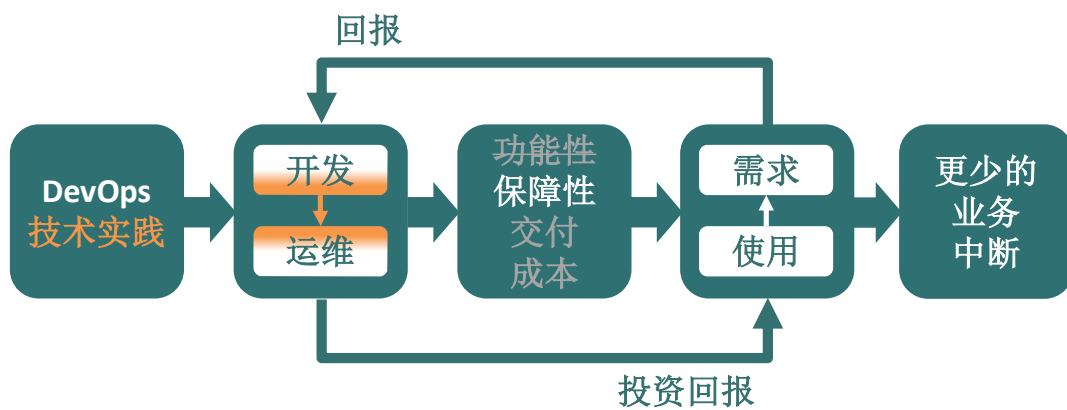 回报
DevOps
技术实践
开发
运维
功能性
保障性
交付
成本
需求
使用
更少的
业务
中断
投资回报